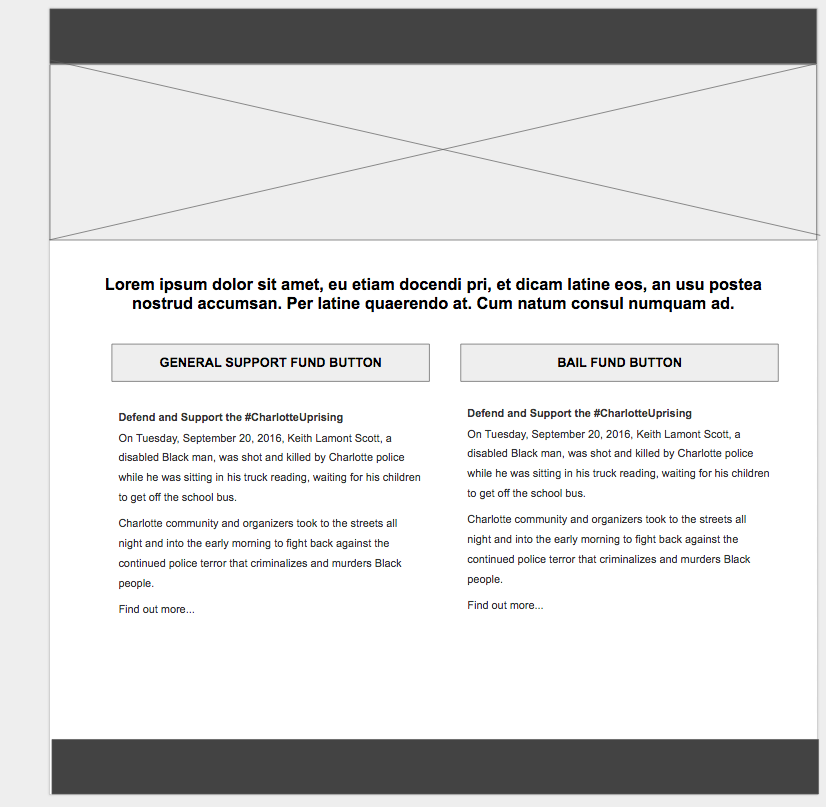 Lorem ipsum dolor sit amet, eu etiam docendi pri, et dicam latine eos, an usu postea
nostrud accumsan. Per latine quaerendo at. Cum natum consul numquam ad.
GENERAL SUPPORT FUND BUTTON
Defend and Support the #CharlotteUprising
On Tuesday, September 20, 2016, Keith Lamont Scott, a
disabled Black man, was shot and killed by Charlotte police
while he was sitting in his truck reading, waiting for his children
to get off the school bus.
Charlotte community and organizers took to the streets all
night and into the early morning to fight back against the
continued police terror that criminalizes and murders Black
people.
Find out more...
BAIL FUND BUTTON
Defend and Support the #CharlotteUprising
On Tuesday, September 20, 2016, Keith Lamont Scott, a
disabled Black man, was shot and killed by Charlotte police
while he was sitting in his truck reading, waiting for his children
to get off the school bus.
Charlotte community and organizers took to the streets all
night and into the early morning to fight back against the
continued police terror that criminalizes and murders Black
people.
Find out more...